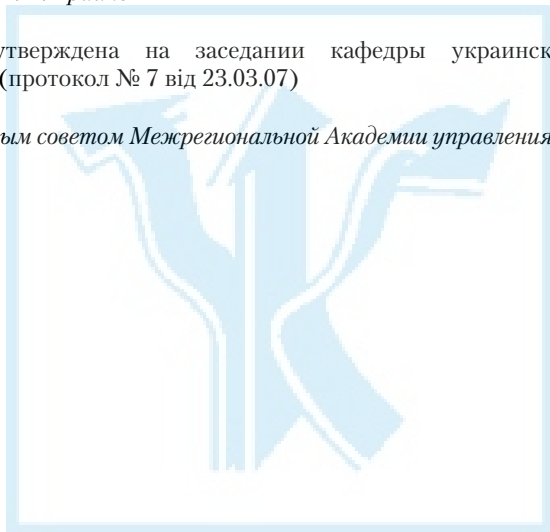 утверждена на заседании кафедры украинск
(протокол № 7 від 23.03.07)
ым советом Межрегиональной Академии управления